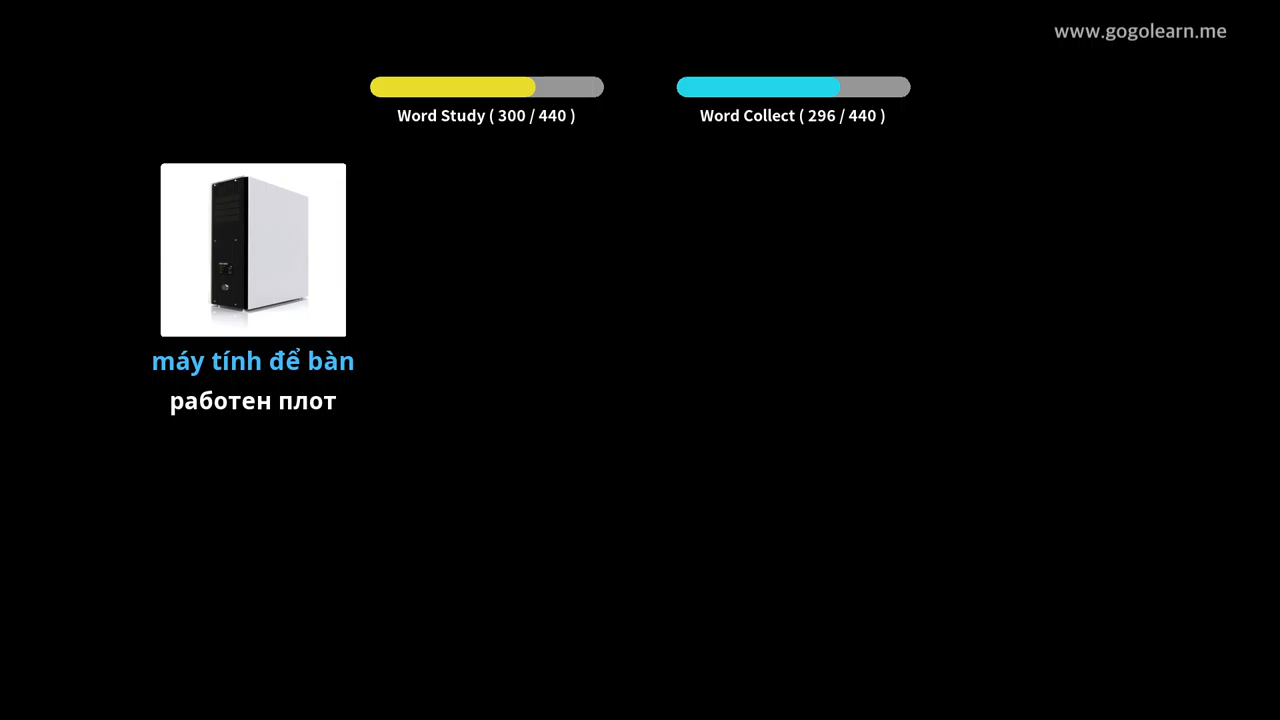 www.gogolearn.me
Word Study ( 300 / 440 )
Word Collect ( 296 / 440 )
máy tính để bàn
работен плот